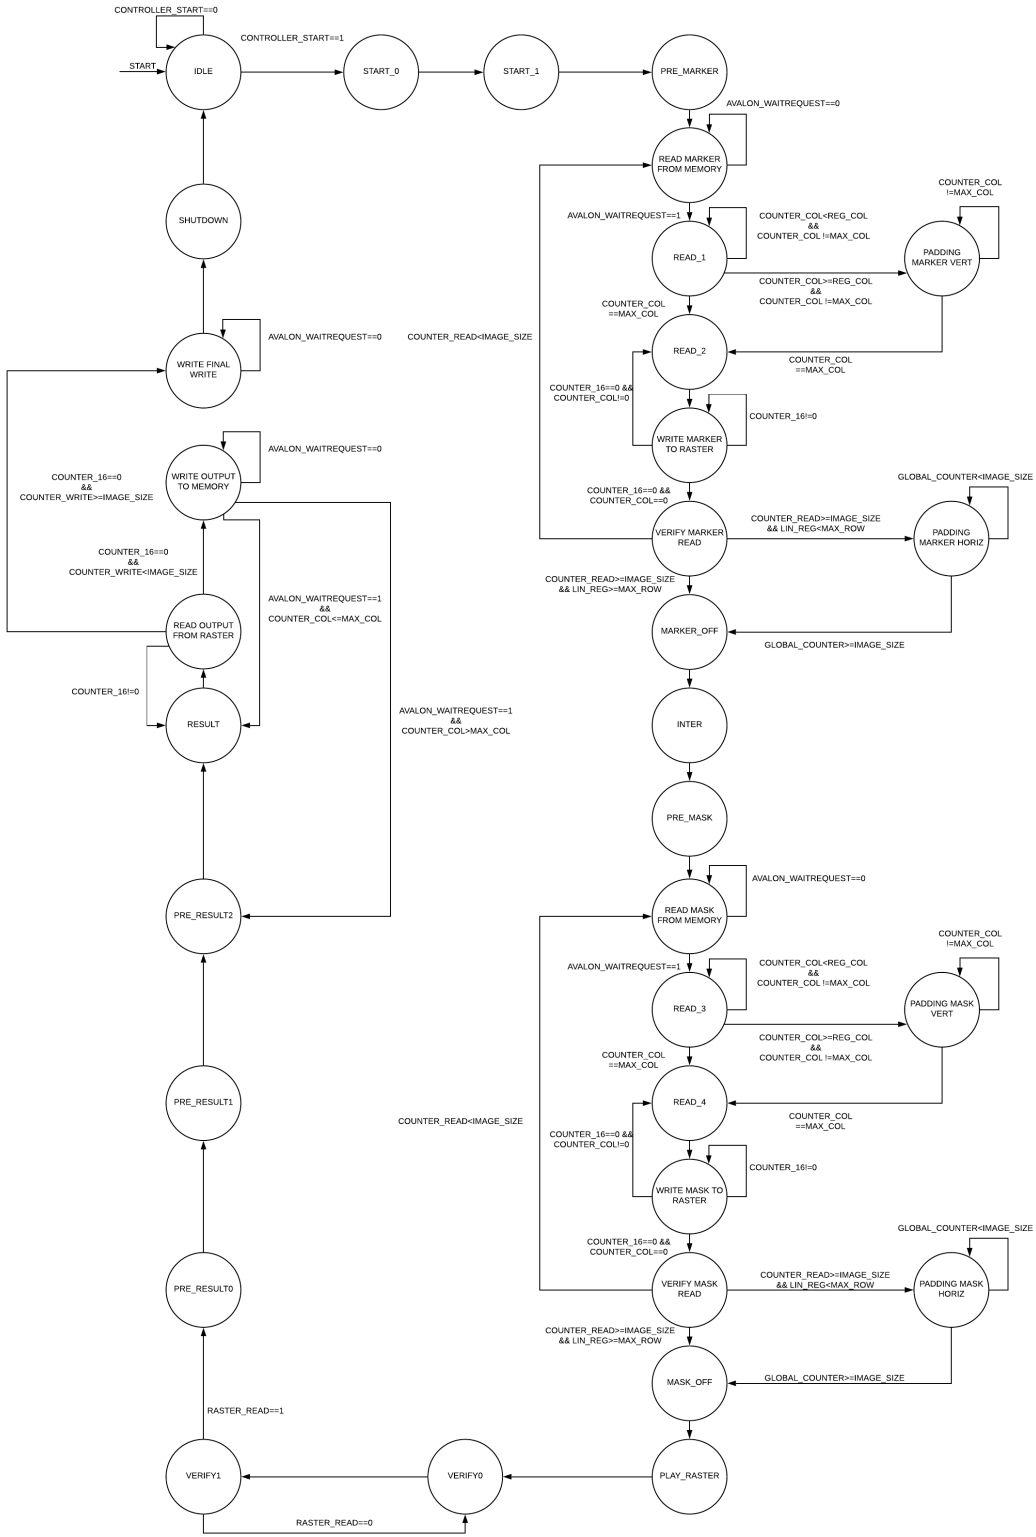 CONTROLLER_START==0
CONTROLLER_START==1
START
IDLE
START_0
START_1
PRE_MARKER
AVALON_WAITREQUEST==0
READ MARKER
FROM MEMORY
COUNTER_COL
!=MAX_COL
AVALON_WAITREQUEST==1
COUNTER_COL<REG_COL
&&
COUNTER_COL !=MAX_COL
SHUTDOWN
READ_1
PADDING
MARKER VERT
COUNTER_COL>=REG_COL
&&
COUNTER_COL !=MAX_COL
COUNTER_COL
==MAX_COL
AVALON_WAITREQUEST==0
COUNTER_READ<IMAGE_SIZE
READ_2
WRITE FINAL
WRITE
COUNTER_COL
==MAX_COL
COUNTER_16==0 &&
COUNTER_COL!=0
COUNTER_16!=0
WRITE MARKER
TO RASTER
AVALON_WAITREQUEST==0
WRITE OUTPUT
TO MEMORY
COUNTER_16==0
&&
COUNTER_WRITE>=IMAGE_SIZE
GLOBAL_COUNTER<IMAGE_SIZE
COUNTER_16==0 &&
COUNTER_COL==0
COUNTER_READ>=IMAGE_SIZE
&& LIN_REG<MAX_ROW
VERIFY MARKER
READ
PADDING
MARKER HORIZ
COUNTER_16==0
&&
COUNTER_WRITE<IMAGE_SIZE
COUNTER_READ>=IMAGE_SIZE
&& LIN_REG>=MAX_ROW
AVALON_WAITREQUEST==1
&&
COUNTER_COL<=MAX_COL
READ OUTPUT
FROM RASTER
MARKER_OFF
GLOBAL_COUNTER>=IMAGE_SIZE
COUNTER_16!=0
AVALON_WAITREQUEST==1
&&
COUNTER_COL>MAX_COL
RESULT
INTER
PRE_MASK
AVALON_WAITREQUEST==0
PRE_RESULT2
READ MASK
FROM MEMORY
COUNTER_COL
!=MAX_COL
AVALON_WAITREQUEST==1
COUNTER_COL<REG_COL
&&
COUNTER_COL !=MAX_COL
READ_3
PADDING MASK
VERT
COUNTER_COL>=REG_COL
&&
COUNTER_COL !=MAX_COL
COUNTER_COL
==MAX_COL
PRE_RESULT1
READ_4
COUNTER_READ<IMAGE_SIZE
COUNTER_COL
==MAX_COL
COUNTER_16==0 &&
COUNTER_COL!=0
COUNTER_16!=0
WRITE MASK TO
RASTER
GLOBAL_COUNTER<IMAGE_SIZE
COUNTER_16==0 &&
COUNTER_COL==0
COUNTER_READ>=IMAGE_SIZE
&& LIN_REG<MAX_ROW
PRE_RESULT0
VERIFY MASK
READ
PADDING MASK
HORIZ
COUNTER_READ>=IMAGE_SIZE
&& LIN_REG>=MAX_ROW
MASK_OFF
GLOBAL_COUNTER>=IMAGE_SIZE
RASTER_READ==1
VERIFY1
VERIFY0
PLAY_RASTER
RASTER_READ==0